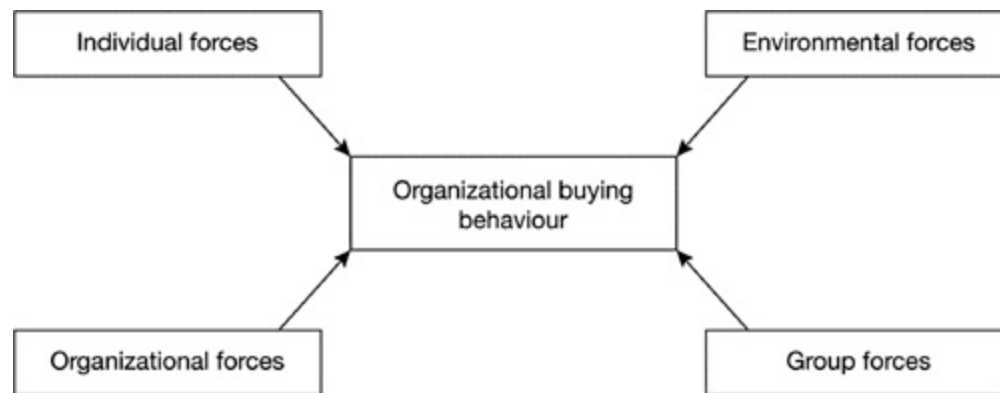 Individual forces
Environmental forces
Organizational buying
behaviour
Organizational forces
Group forces